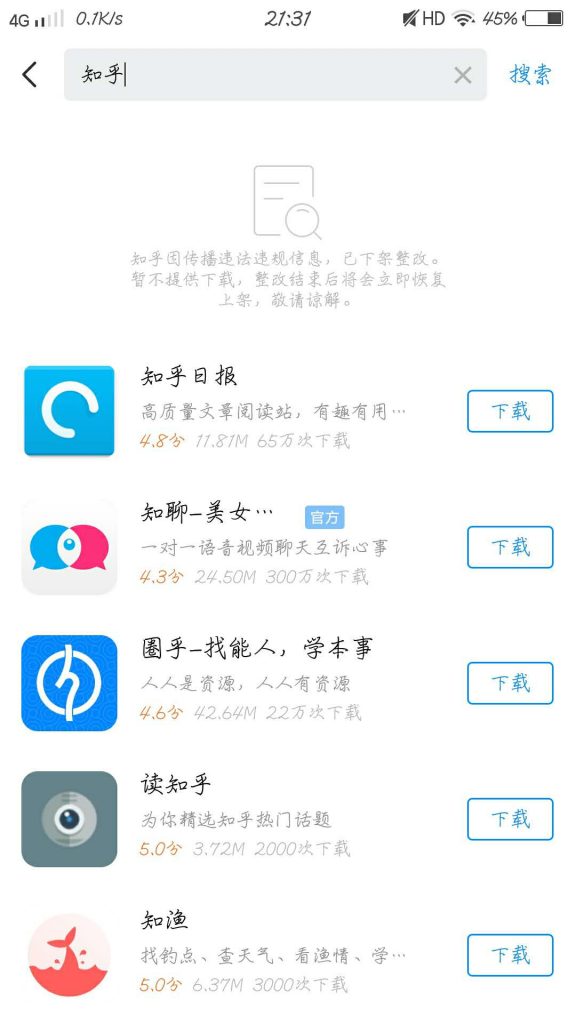 4G 0.1K/s 21:31 HD 45%
知乎 搜索
知乎因传播违法违规信息，已下架整改。
暂不提供下载，整改结束后将会立即恢复
上架，敬请谅解。
知乎日报
高质量文章阅读站，有趣有用…
4.8分 11.81M 65万次下载
下载
知聊-美女… 官方
一对一语音视频聊天互诉心事
4.3分 24.50M 300万次下载
下载
圈乎-找能人，学本事
人人是资源，人人有资源
4.6分 42.64M 22万次下载
下载
读知乎
为你精选知乎热门话题
5.0分 3.72M 2000次下载
下载
知渔
找钓点、查天气、看渔情、学…
5.0分 6.37M 3000次下载
下载